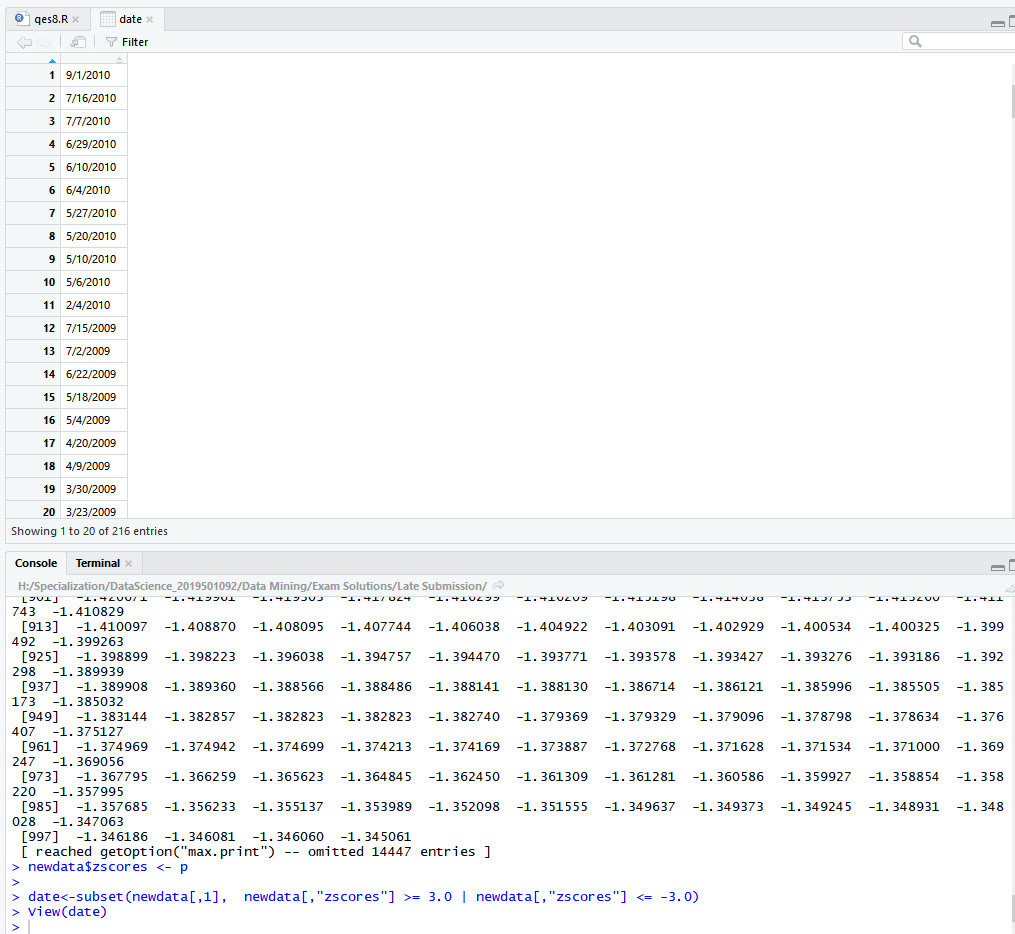 qes8.R
date
Filter
1 9/1/2010
2 7/16/2010
3 7/7/2010
4 6/29/2010
5 6/10/2010
6 6/4/2010
7 5/27/2010
8 5/20/2010
9 5/10/2010
10 5/6/2010
11 2/4/2010
12 7/15/2009
13 7/2/2009
14 6/22/2009
15 5/18/2009
16 5/4/2009
17 4/20/2009
18 4/9/2009
19 3/30/2009
20 3/23/2009
Showing 1 to 20 of 216 entries
Console Terminal
H:/Specialization/DataScience_2019501092/Data Mining/Exam Solutions/Late Submission/
743 -1.410829
[913] -1.410097 -1.408870 -1.408095 -1.407744 -1.406038 -1.404922 -1.403091 -1.402929 -1.400534 -1.400325 -1.399
492 -1.399263
[925] -1.398899 -1.398223 -1.396038 -1.394757 -1.394470 -1.393771 -1.393578 -1.393427 -1.393276 -1.393186 -1.392
298 -1.389939
[937] -1.389908 -1.389360 -1.388566 -1.388486 -1.388141 -1.388130 -1.386714 -1.386121 -1.385996 -1.385505 -1.385
173 -1.385032
[949] -1.383144 -1.382857 -1.382823 -1.382823 -1.382740 -1.379369 -1.379329 -1.379096 -1.378798 -1.378634 -1.376
407 -1.375127
[961] -1.374969 -1.374942 -1.374699 -1.374213 -1.374169 -1.373887 -1.372768 -1.371628 -1.371534 -1.371000 -1.369
247 -1.369056
[973] -1.367795 -1.366259 -1.365623 -1.364845 -1.362450 -1.361309 -1.361281 -1.360586 -1.359927 -1.358854 -1.358
220 -1.357995
[985] -1.357685 -1.356233 -1.355137 -1.353989 -1.352098 -1.351555 -1.349637 -1.349373 -1.349245 -1.348931 -1.348
028 -1.347063
[997] -1.346186 -1.346081 -1.346060 -1.345061
[ reached getOption("max.print") -- omitted 14447 entries ]
> newdata$zscores <- p
>
> date<-subset(newdata[,1], newdata[,"zscores"] >= 3.0 | newdata[,"zscores"] <= -3.0)
> View(date)
>